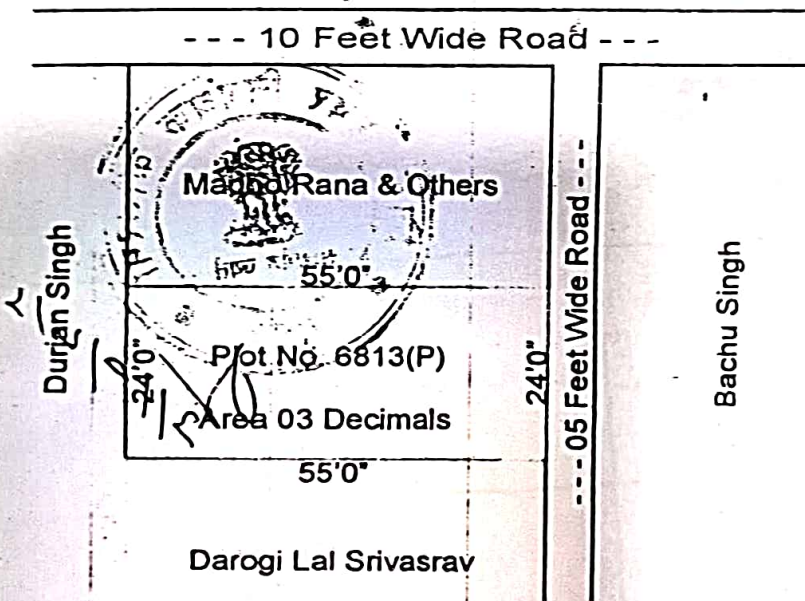 --- 10 Feet Wide Road ---
Madho Rana & Others
55'0"
Durjan Singh
24'0"
Plot No. 6813(P)
Area 03 Decimals
24'0"
--- 05 Feet Wide Road ---
Bachu Singh
55'0"
Darogi Lal Srivasrav